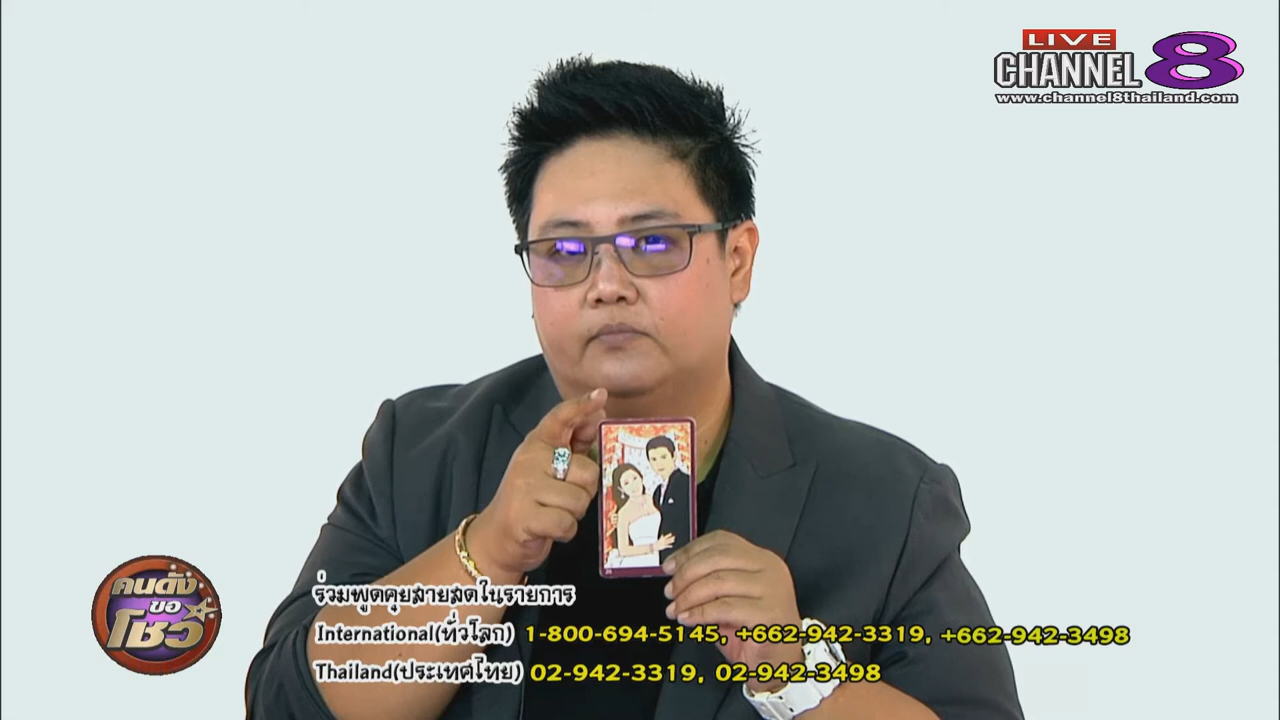 LIVE
CHANNEL 8
www.channel8thailand.com
คนดัง
ขอ
โชว์
ร่วมพูดคุยสายสดในรายการ
International(ทั่วโลก) 1-800-694-5145, +662-942-3319, +662-942-3498
Thailand(ประเทศไทย) 02-942-3319, 02-942-3498